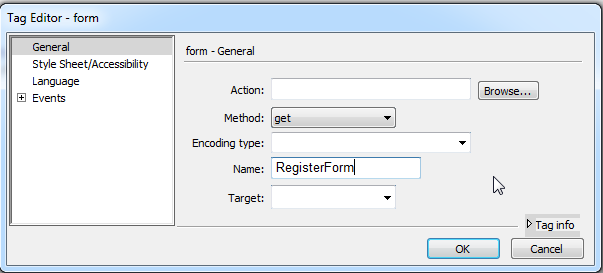 Tag Editor - form
General
Style Sheet/Accessibility
Language
Events
form - General
Action:
Browse...
Method: get
Encoding type:
Name: RegisterForm
Target:
Tag info
OK
Cancel